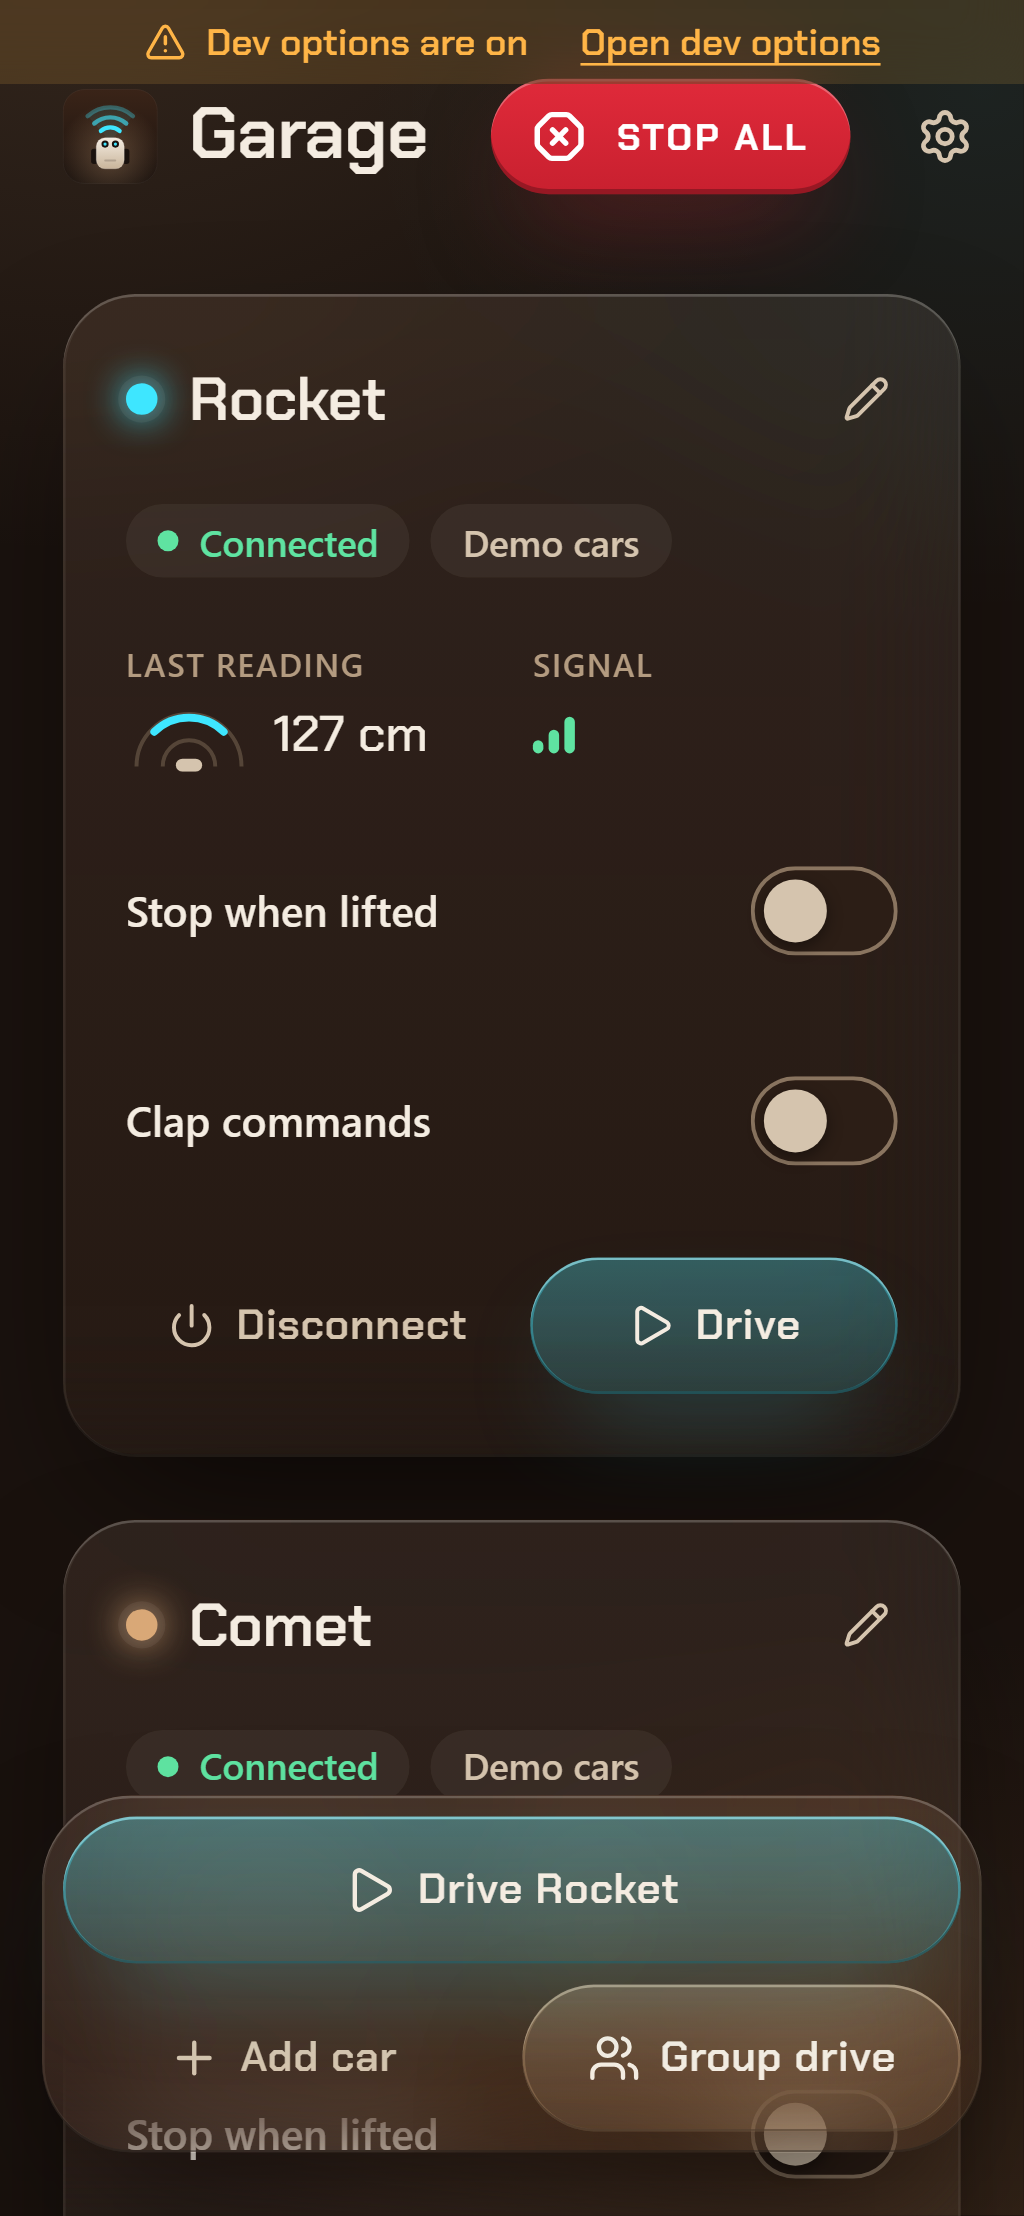 Dev options are on Open dev options
Garage STOP ALL
Rocket
Connected Demo cars
LAST READING SIGNAL
127 cm
Stop when lifted
Clap commands
Disconnect Drive
Comet
Connected Demo cars
Drive Rocket
Add car Group drive
Stop when lifted